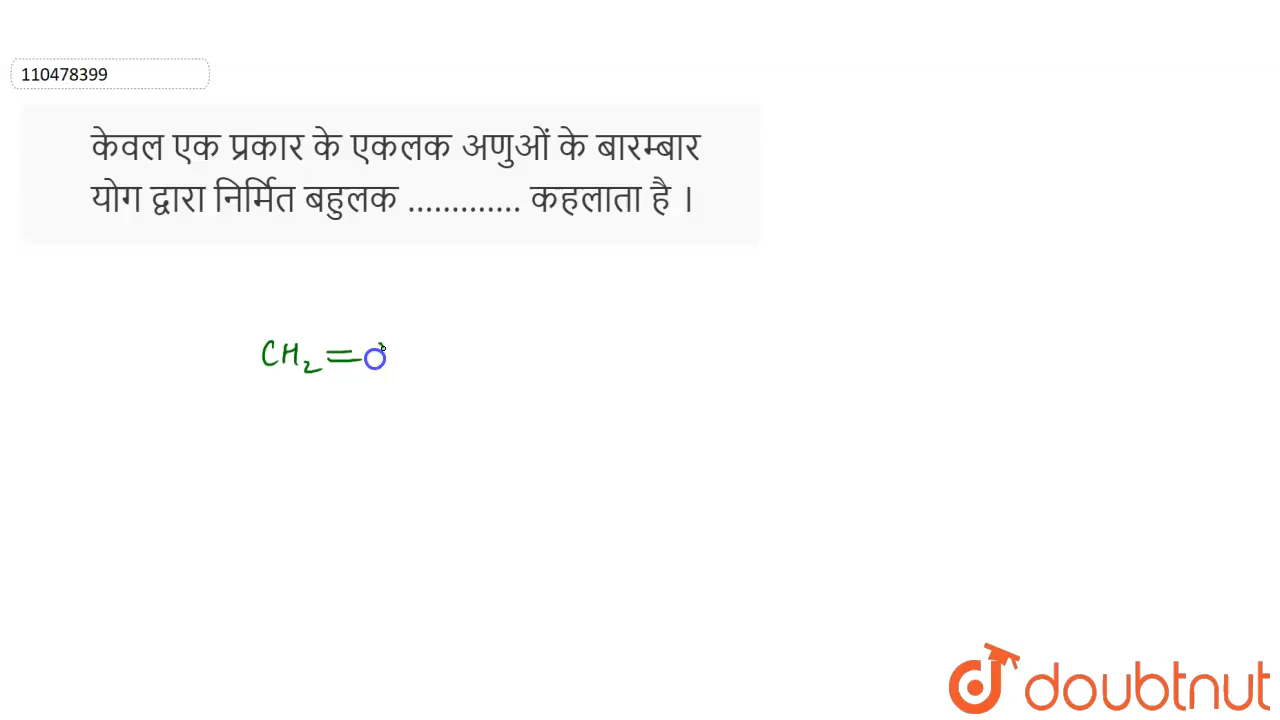 110478399
केवल एक प्रकार के एकलक अणुओं के बारम्बार
योग द्वारा निर्मित बहुलक ............. कहलाता है ।
CH₂=
doubtnut